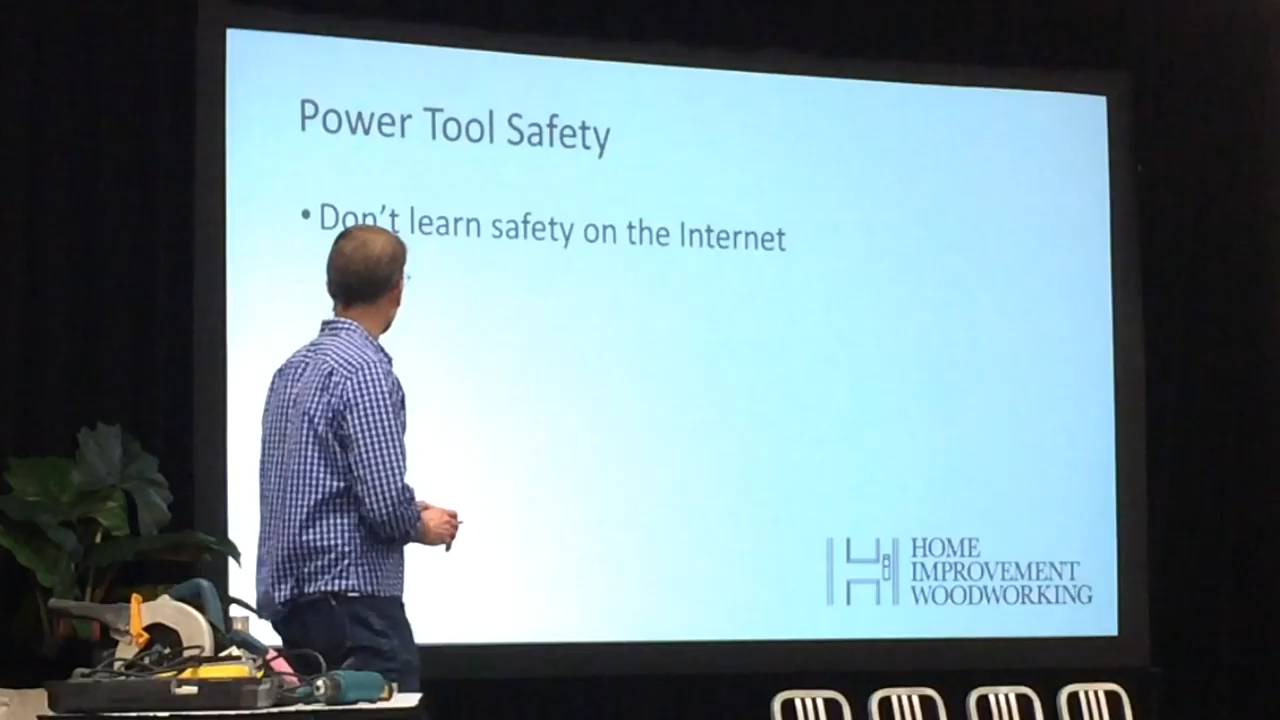 Power Tool Safety
• Don't learn safety on the Internet
HOME
IMPROVEMENT
WOODWORKING